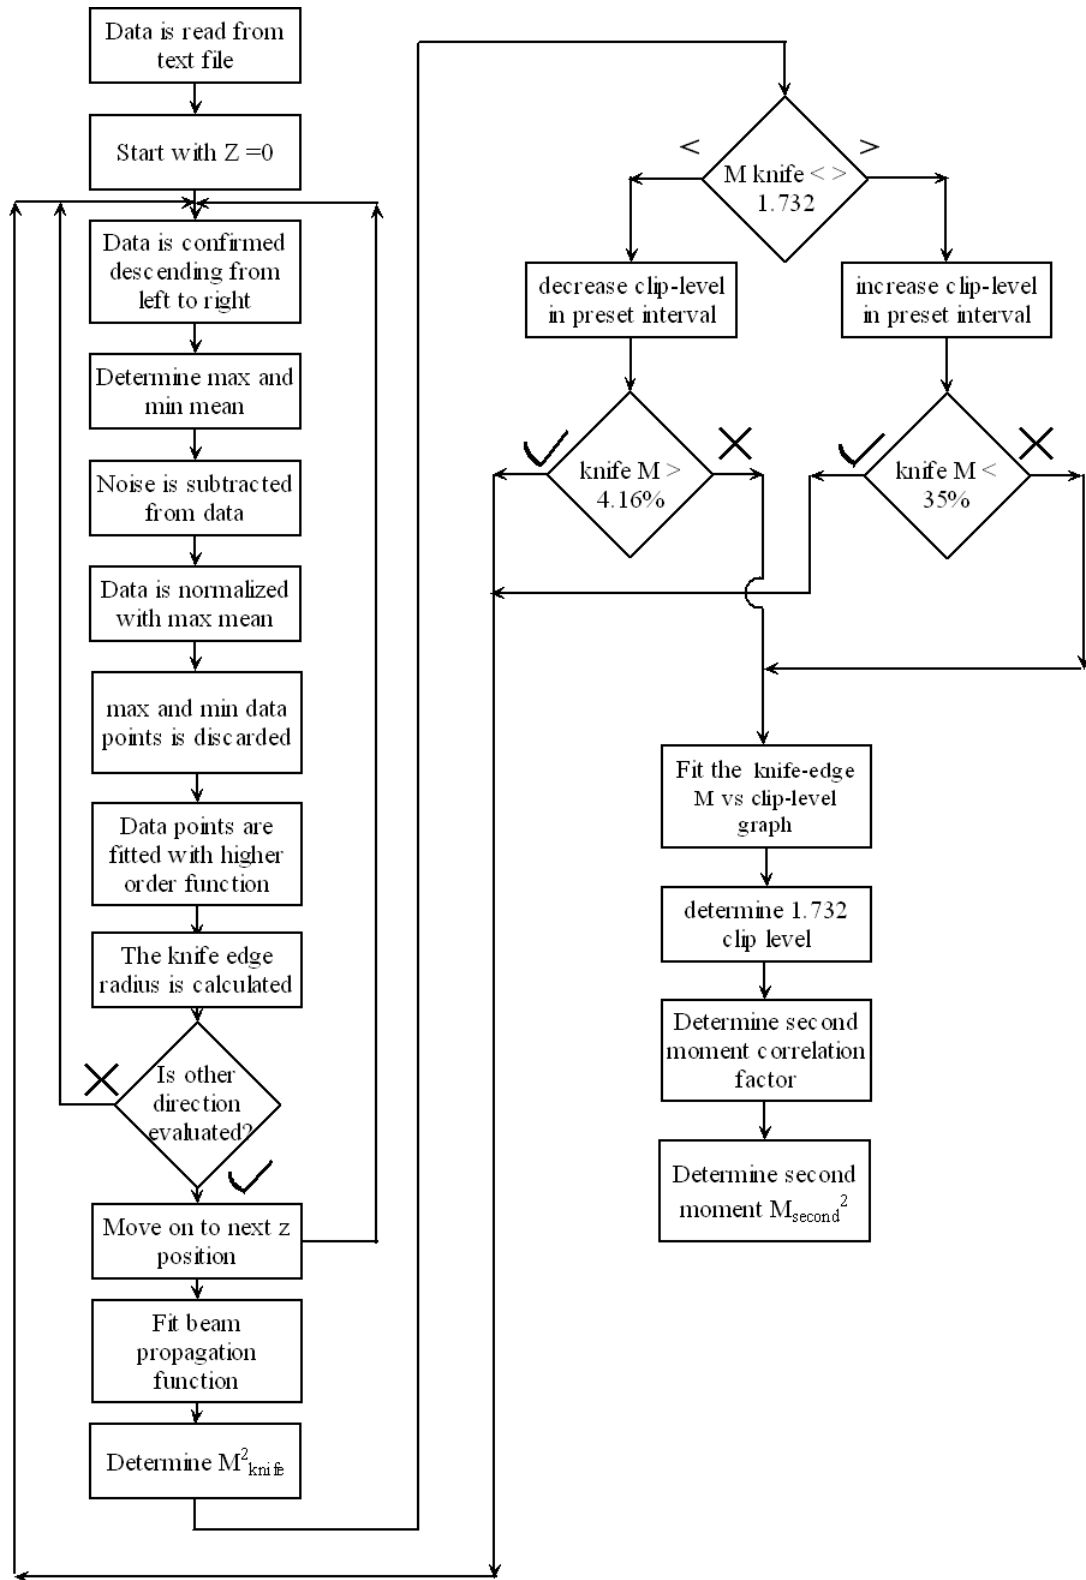 Data is read from
text file
Start with Z =0
Data is confirmed
descending from
left to right
Determine max and
min mean
Noise is subtracted
from data
Data is normalized
with max mean
max and min data
points is discarded
Data points are
fitted with higher
order function
The knife edge
radius is calculated
Is other
direction
evaluated?
Move on to next z
position
Fit beam
propagation
function
Determine M²knife
< >
M knife < >
1.732
decrease clip-level
in preset interval
increase clip-level
in preset interval
knife M >
4.16%
knife M <
35%
Fit the knife-edge
M vs clip-level
graph
determine 1.732
clip level
Determine second
moment correlation
factor
Determine second
moment Msecond²